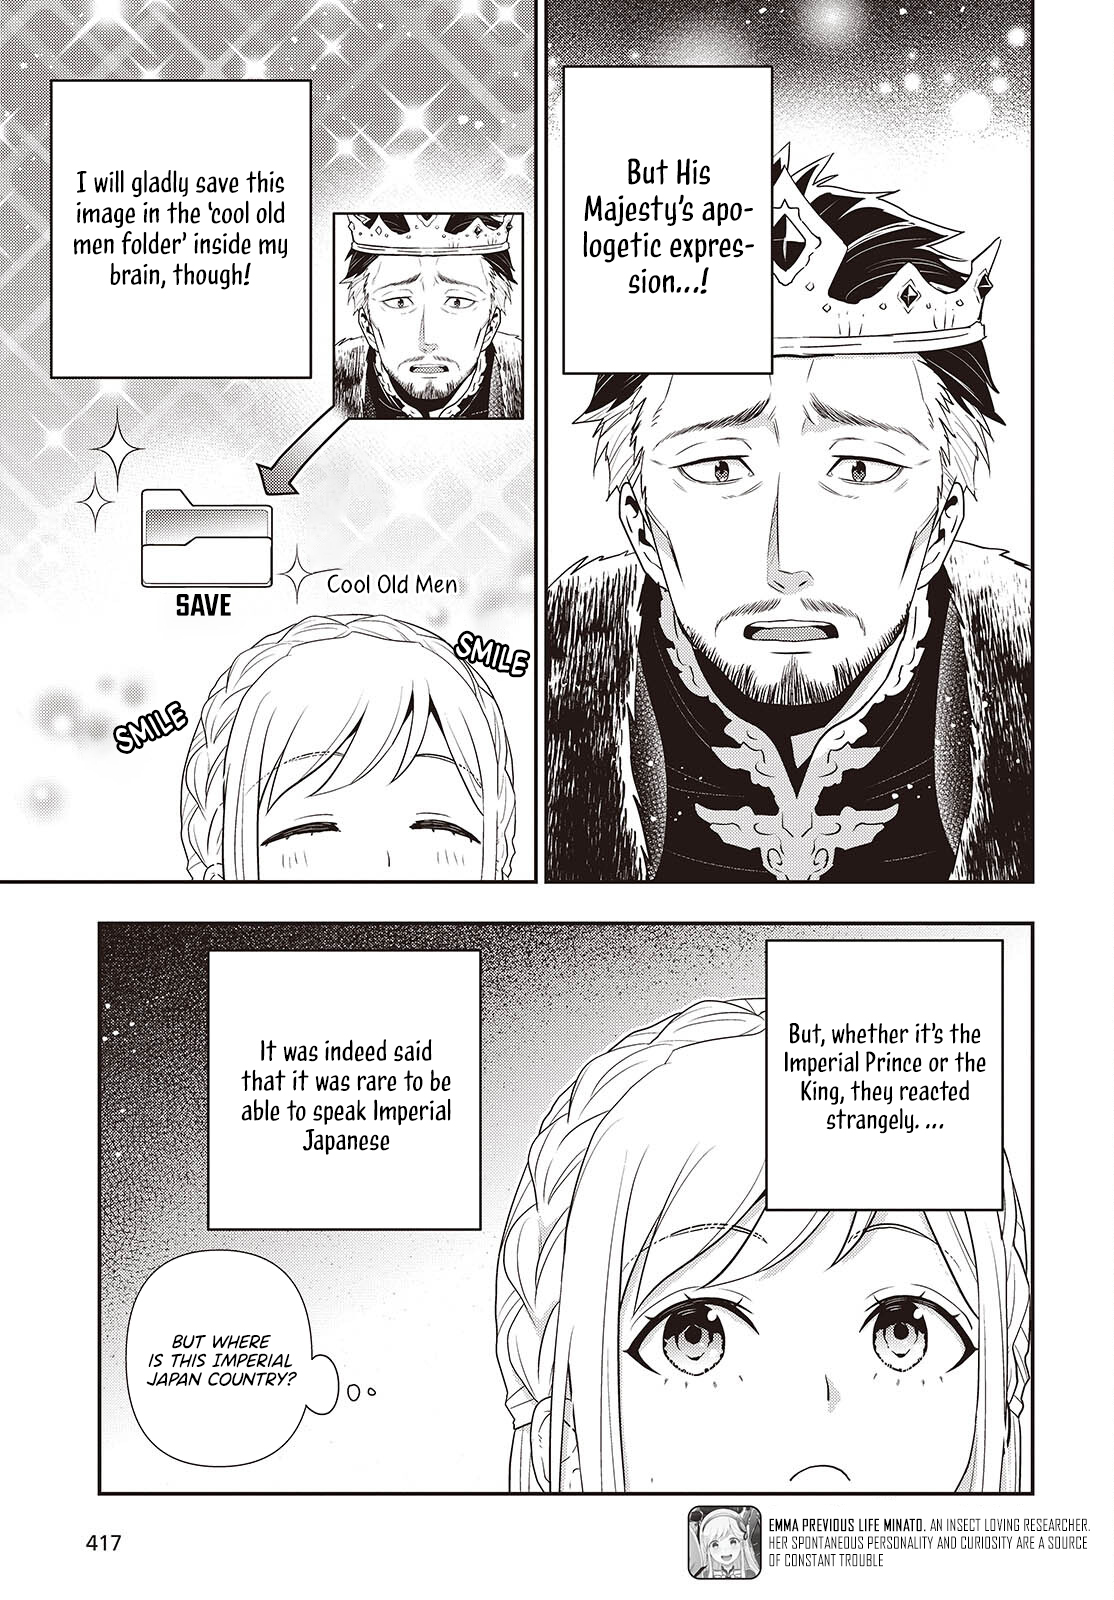 But His
Majesty's apo-
logetic expres-
sion...!
I will gladly save this
image in the 'cool old
men folder' inside my
brain, though!
SAVE
Cool Old Men
SMILE
SMILE
But, whether it's the
Imperial Prince or the
King, they reacted
strangely. ...
It was indeed said
that it was rare to be
able to speak Imperial
Japanese
BUT WHERE
IS THIS IMPERIAL
JAPAN COUNTRY?
417
EMMA PREVIOUS LIFE MINATO. AN INSECT LOVING RESEARCHER.
HER SPONTANEOUS PERSONALITY AND CURIOSITY ARE A SOURCE
OF CONSTANT TROUBLE